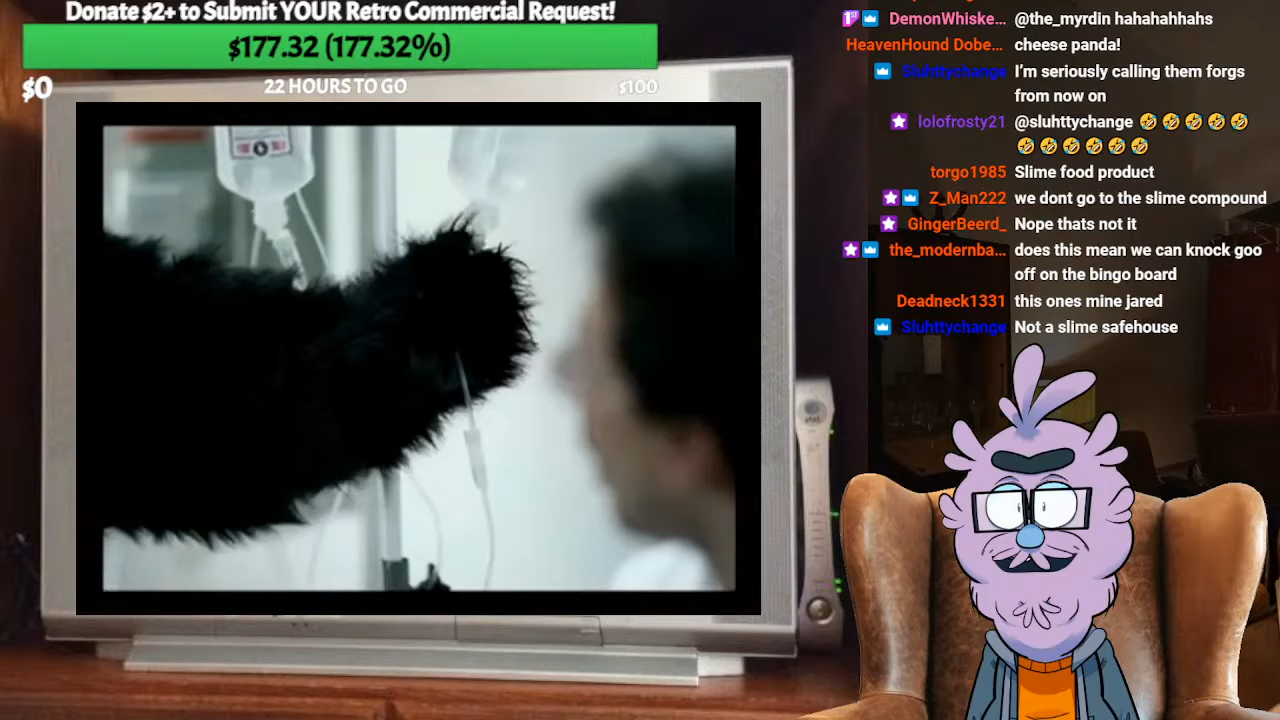 Donate $2+ to Submit YOUR Retro Commercial Request!
$177.32 (177.32%)
$0
22 HOURS TO GO
$100
DemonWhiske... @the_myrdin hahahahhahs
HeavenHound Dobe... cheese panda!
Sluhttychange I'm seriously calling them forgs
from now on
lolofrosty21 @sluhttychange 🤣🤣🤣🤣🤣
🤣🤣🤣🤣🤣🤣
torgo1985 Slime food product
Z_Man222 we dont go to the slime compound
GingerBeerd_ Nope thats not it
the_modernba... does this mean we can knock goo
off on the bingo board
Deadneck1331 this ones mine jared
Sluhttychange Not a slime safehouse